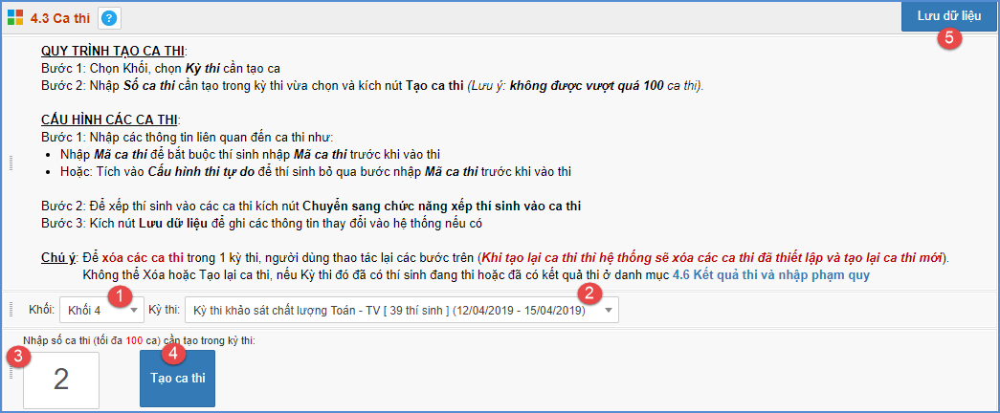 4.3 Ca thi ?
Lưu dữ liệu
5
QUY TRÌNH TẠO CA THI:
Bước 1: Chọn Khối, chọn Kỳ thi cần tạo ca
Bước 2: Nhập Số ca thi cần tạo trong kỳ thi vừa chọn và kích nút Tạo ca thi (Lưu ý: không được vượt quá 100 ca thi).
CẤU HÌNH CÁC CA THI:
Bước 1: Nhập các thông tin liên quan đến ca thi như:
• Nhập Mã ca thi để bắt buộc thí sinh nhập Mã ca thi trước khi vào thi
• Hoặc: Tích vào Cấu hình thi tự do để thí sinh bỏ qua bước nhập Mã ca thi trước khi vào thi
Bước 2: Để xếp thí sinh vào các ca thi kích nút Chuyển sang chức năng xếp thí sinh vào ca thi
Bước 3: Kích nút Lưu dữ liệu để ghi các thông tin thay đổi vào hệ thống nếu có
Chú ý: Để xóa các ca thi trong 1 kỳ thi, người dùng thao tác lại các bước trên (Khi tạo lại ca thi thì hệ thống sẽ xóa các ca thi đã thiết lập và tạo lại ca thi mới).
Không thể Xóa hoặc Tạo lại ca thi, nếu Kỳ thi đó đã có thí sinh đang thi hoặc đã có kết quả thi ở danh mục 4.6 Kết quả thi và nhập phạm quy
1
2
Khối: Khối 4 Kỳ thi: Kỳ thi khảo sát chất lượng Toán - TV [ 39 thí sinh ] (12/04/2019 - 15/04/2019)
Nhập số ca thi (tối đa 100 ca) cần tạo trong kỳ thi:
3
4
2
Tạo ca thi